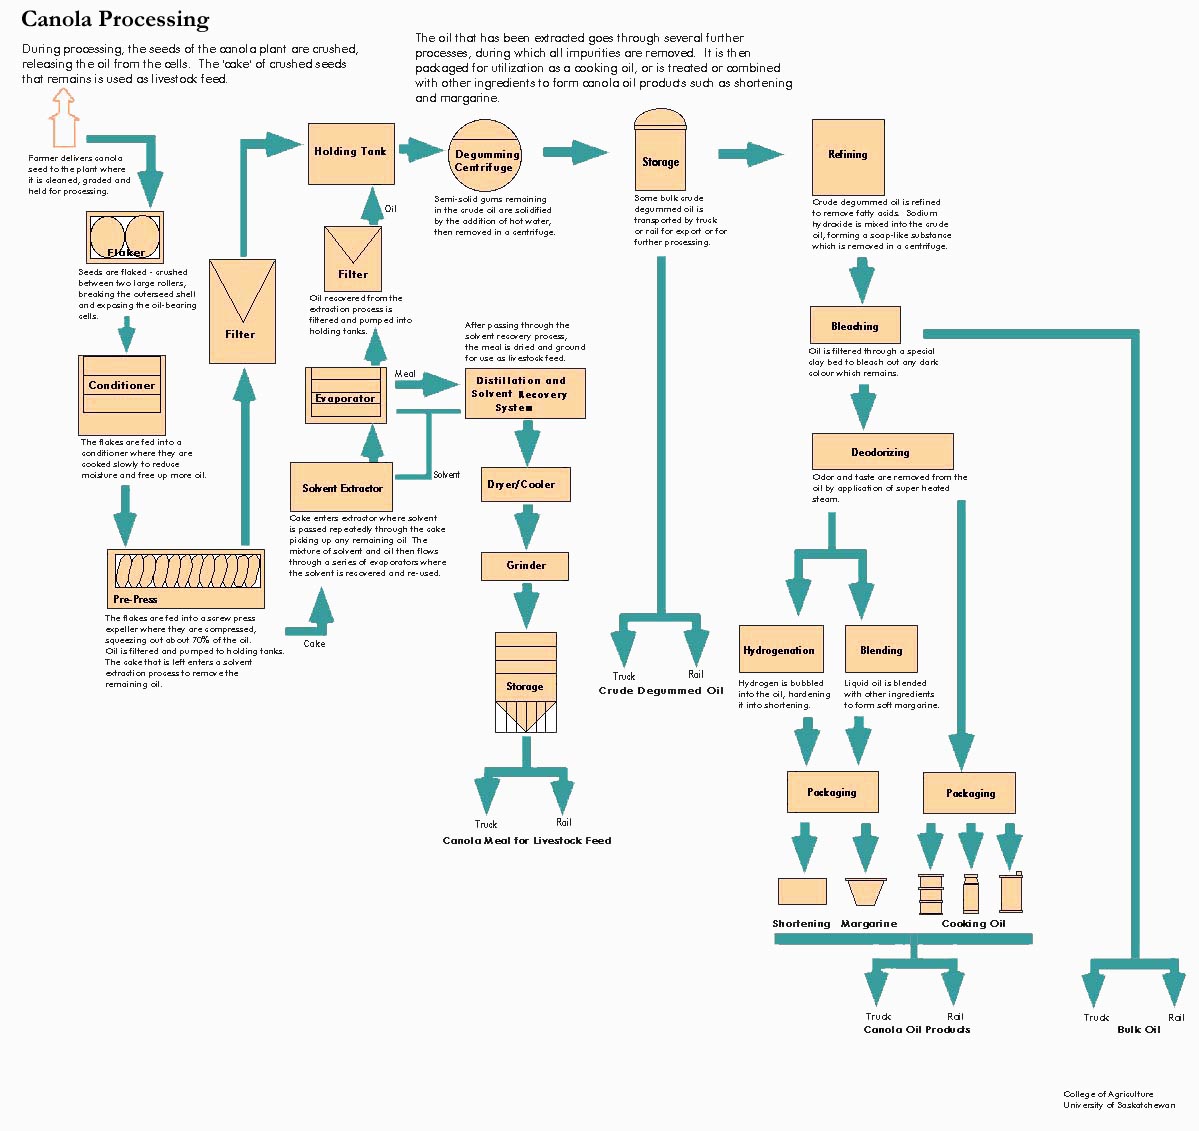 Canola Processing
During processing, the seeds of the canola plant are crushed,
releasing the oil from the cells. The 'cake' of crushed seeds
that remains is used as livestock feed.
The oil that has been extracted goes through several further
processes, during which all impurities are removed. It is then
packaged for utilization as a cooking oil, or is treated or combined
with other ingredients to form canola oil products such as shortening
and margarine.
Farmer delivers canola
seed to the plant where
it is cleaned, graded and
held for processing.
Flaker
Seeds are flaked - crushed
between two large rollers,
breaking the outerseed shell
and exposing the oil-bearing
cells.
Conditioner
The flakes are fed into a
conditioner where they are
cooked slowly to reduce
moisture and free up more oil.
Pre-Press
The flakes are fed into a screw press
expeller where they are compressed,
squeezing out about 70% of the oil.
Oil is filtered and pumped to holding tanks.
The cake that is left enters a solvent
extraction process to remove the
remaining oil.
Filter
Cake
Solvent Extractor
Cake enters extractor where solvent
is passed repeatedly through the cake
picking up any remaining oil. The
mixture of solvent and oil then flows
through a series of evaporators where
the solvent is recovered and re-used.
Solvent
Evaporator
Meal
Oil recovered from the
extraction process is
filtered and pumped into
holding tanks.
Filter
Oil
Holding Tank
After passing through the
solvent recovery process,
the meal is dried and ground
for use as livestock feed.
Distillation and
Solvent Recovery
System
Dryer/Cooler
Grinder
Storage
Truck
Rail
Canola Meal for Livestock Feed
Degumming
Centrifuge
Semi-solid gums remaining
in the crude oil are solidified
by the addition of hot water,
then removed in a centrifuge.
Storage
Some bulk crude
degummed oil is
transported by truck
or rail for export or for
further processing.
Truck
Rail
Crude Degummed Oil
Refining
Crude degummed oil is refined
to remove fatty acids. Sodium
hydroxide is mixed into the crude
oil, forming a soap-like substance
which is removed in a centrifuge.
Bleaching
Oil is filtered through a special
clay bed to bleach out any dark
colour which remains.
Deodorizing
Odor and taste are removed from the
oil by application of super heated
steam.
Hydrogenation
Hydrogen is bubbled
into the oil, hardening
it into shortening.
Blending
Liquid oil is blended
with other ingredients
to form soft margarine.
Packaging
Packaging
Shortening
Margarine
Cooking Oil
Truck
Rail
Canola Oil Products
Truck
Rail
Bulk Oil
College of Agriculture
University of Saskatchewan